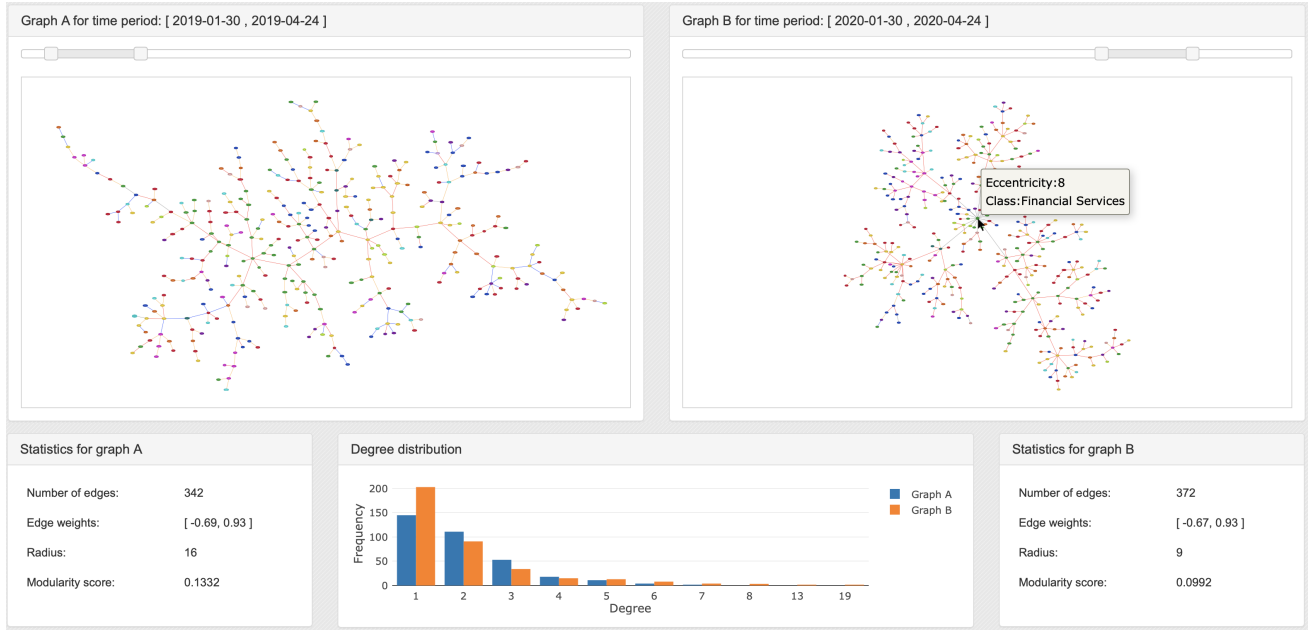 Graph A for time period: [ 2019-01-30 , 2019-04-24 ]
Graph B for time period: [ 2020-01-30 , 2020-04-24 ]
Eccentricity:8
Class:Financial Services
Statistics for graph A
Number of edges: 342
Edge weights: [ -0.69, 0.93 ]
Radius: 16
Modularity score: 0.1332
Degree distribution
200
150
100
50
0
Frequency
1 2 3 4 5 6 7 8 13 19
Degree
Graph A
Graph B
Statistics for graph B
Number of edges: 372
Edge weights: [ -0.67, 0.93 ]
Radius: 9
Modularity score: 0.0992